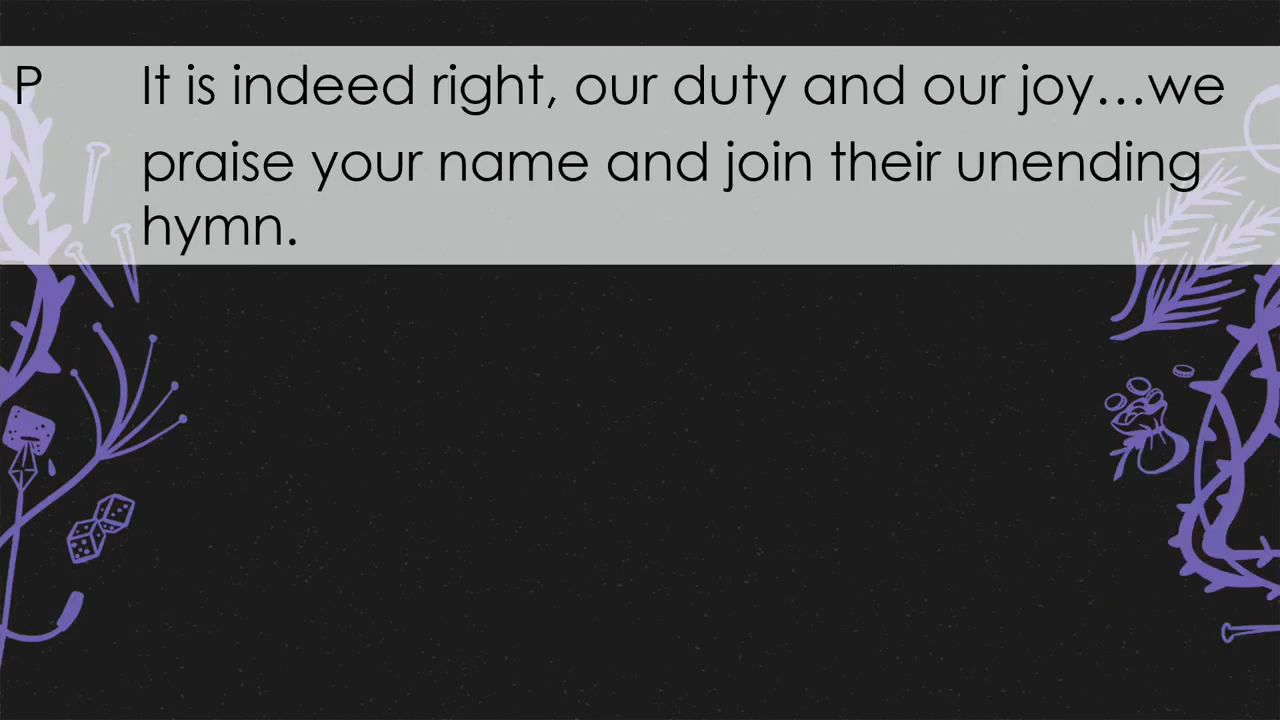 P It is indeed right, our duty and our joy…we
praise your name and join their unending
hymn.